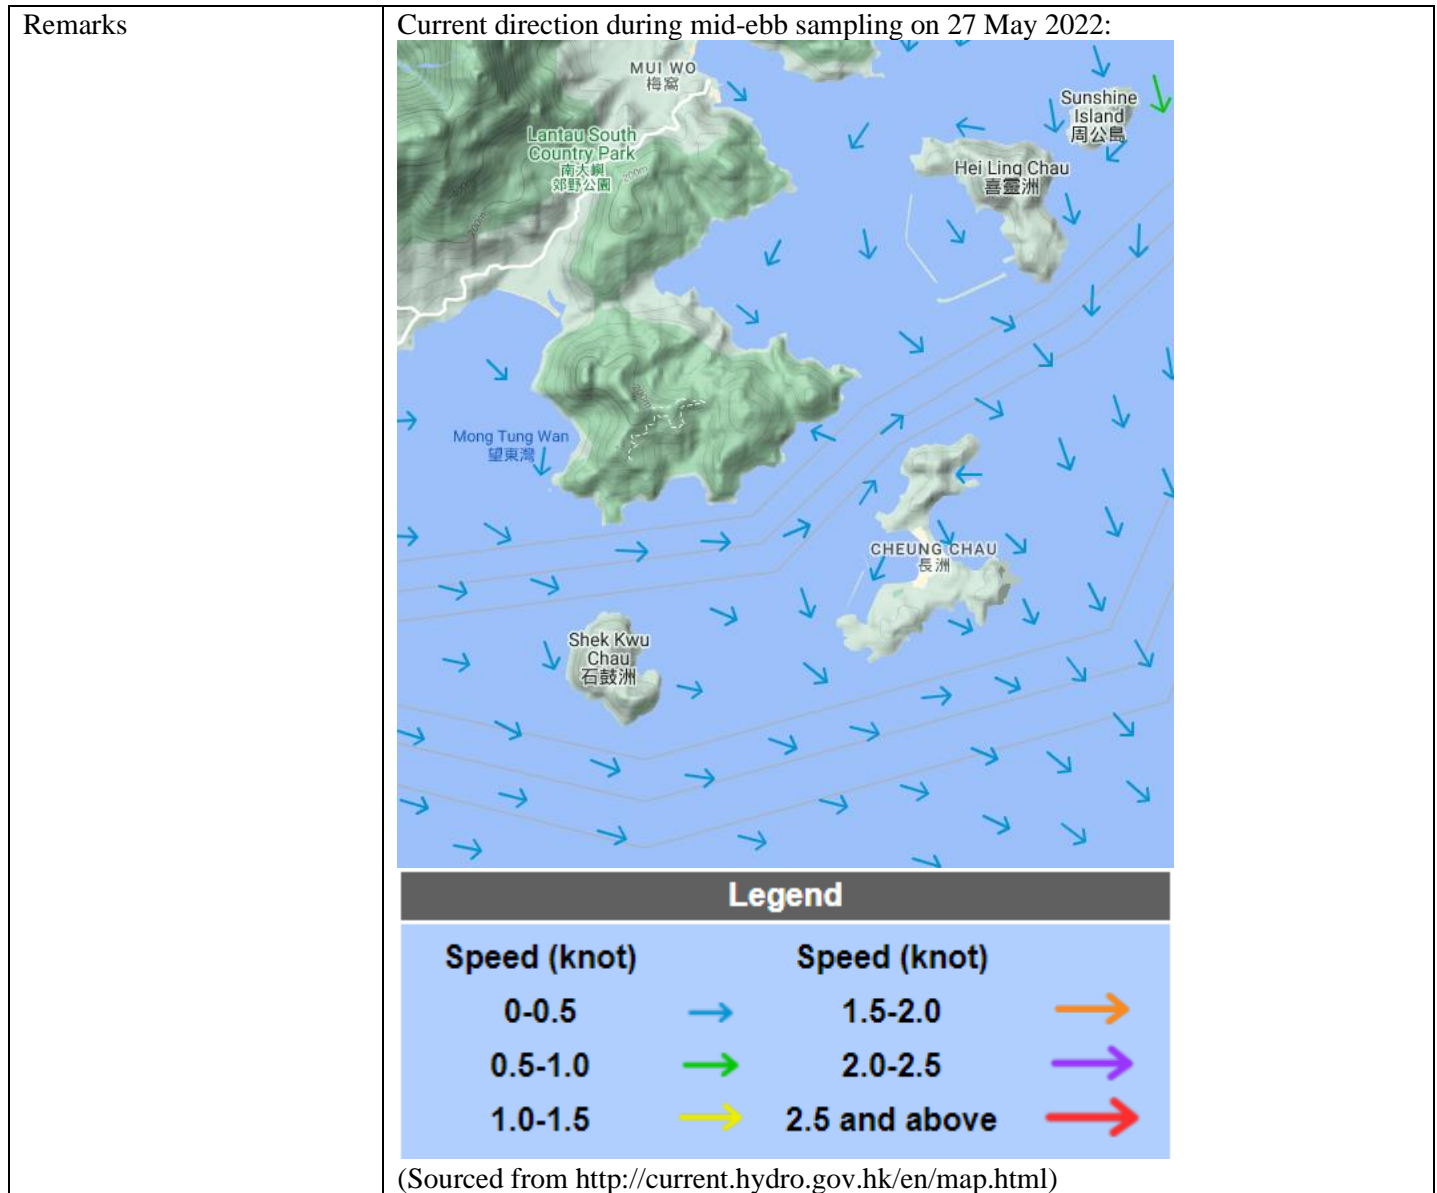 Remarks
Current direction during mid-ebb sampling on 27 May 2022:
MUI WO
梅窩
Sunshine
Island
周公島
Lantau South
Country Park
南大嶼
郊野公園
200m
Hei Ling Chau
喜靈洲
200m
200m
Mong Tung Wan
望東灣
CHEUNG CHAU
長洲
Shek Kwu
Chau
石鼓洲
Legend
Speed (knot) Speed (knot)
0-0.5 1.5-2.0
0.5-1.0 2.0-2.5
1.0-1.5 2.5 and above
(Sourced from http://current.hydro.gov.hk/en/map.html)